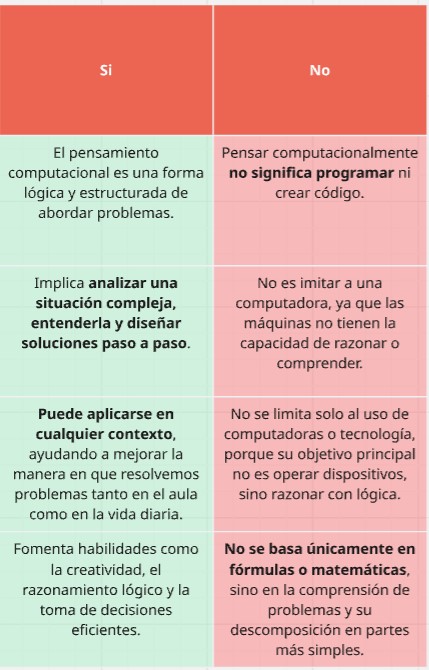 Si
No
El pensamiento
computacional es una forma
lógica y estructurada de
abordar problemas.
Pensar computacionalmente
no significa programar ni
crear código.
Implica analizar una
situación compleja,
entenderla y diseñar
soluciones paso a paso.
No es imitar a una
computadora, ya que las
máquinas no tienen la
capacidad de razonar o
comprender.
Puede aplicarse en
cualquier contexto,
ayudando a mejorar la
manera en que resolvemos
problemas tanto en el aula
como en la vida diaria.
No se limita solo al uso de
computadoras o tecnología,
porque su objetivo principal
no es operar dispositivos,
sino razonar con lógica.
Fomenta habilidades como
la creatividad, el
razonamiento lógico y la
toma de decisiones
eficientes.
No se basa únicamente en
fórmulas o matemáticas,
sino en la comprensión de
problemas y su
descomposición en partes
más simples.